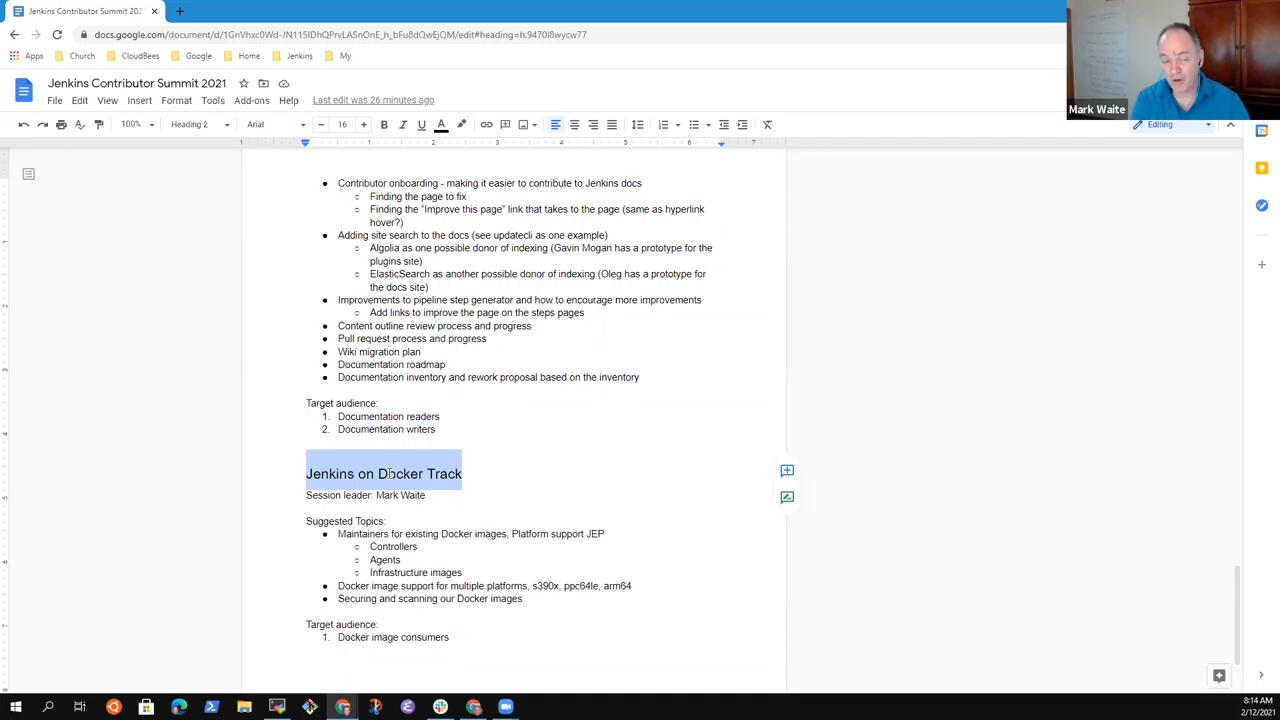 Jenkins Contributor Summit 202
docs.google.com/document/d/1GnVhxc0Wd-JN115IDhQPrvLASnOnE_h_bFu8dQwEjQM/edit#heading=h.9470l8wycw77
Apps Church CloudBees Google Home Jenkins My
Jenkins Contributor Summit 2021
File Edit View Insert Format Tools Add-ons Help Last edit was 26 minutes ago
100% Heading 2 Arial 16 Editing
Mark Waite
1 1 2 3 4 5 6 7
Contributor onboarding - making it easier to contribute to Jenkins docs
Finding the page to fix
Finding the "Improve this page" link that takes to the page (same as hyperlink
hover?)
Adding site search to the docs (see updatecli as one example)
Algolia as one possible donor of indexing (Gavin Mogan has a prototype for the
plugins site)
ElasticSearch as another possible donor of indexing (Oleg has a prototype for
the docs site)
Improvements to pipeline step generator and how to encourage more improvements
Add links to improve the page on the steps pages
Content outline review process and progress
Pull request process and progress
Wiki migration plan
Documentation roadmap
Documentation inventory and rework proposal based on the inventory
Target audience:
1. Documentation readers
2. Documentation writers
Jenkins on Docker Track
Session leader: Mark Waite
Suggested Topics:
Maintainers for existing Docker images, Platform support JEP
Controllers
Agents
Infrastructure images
Docker image support for multiple platforms, s390x, ppc64le, arm64
Securing and scanning our Docker images
Target audience:
1. Docker image consumers
8:14 AM
2/12/2021